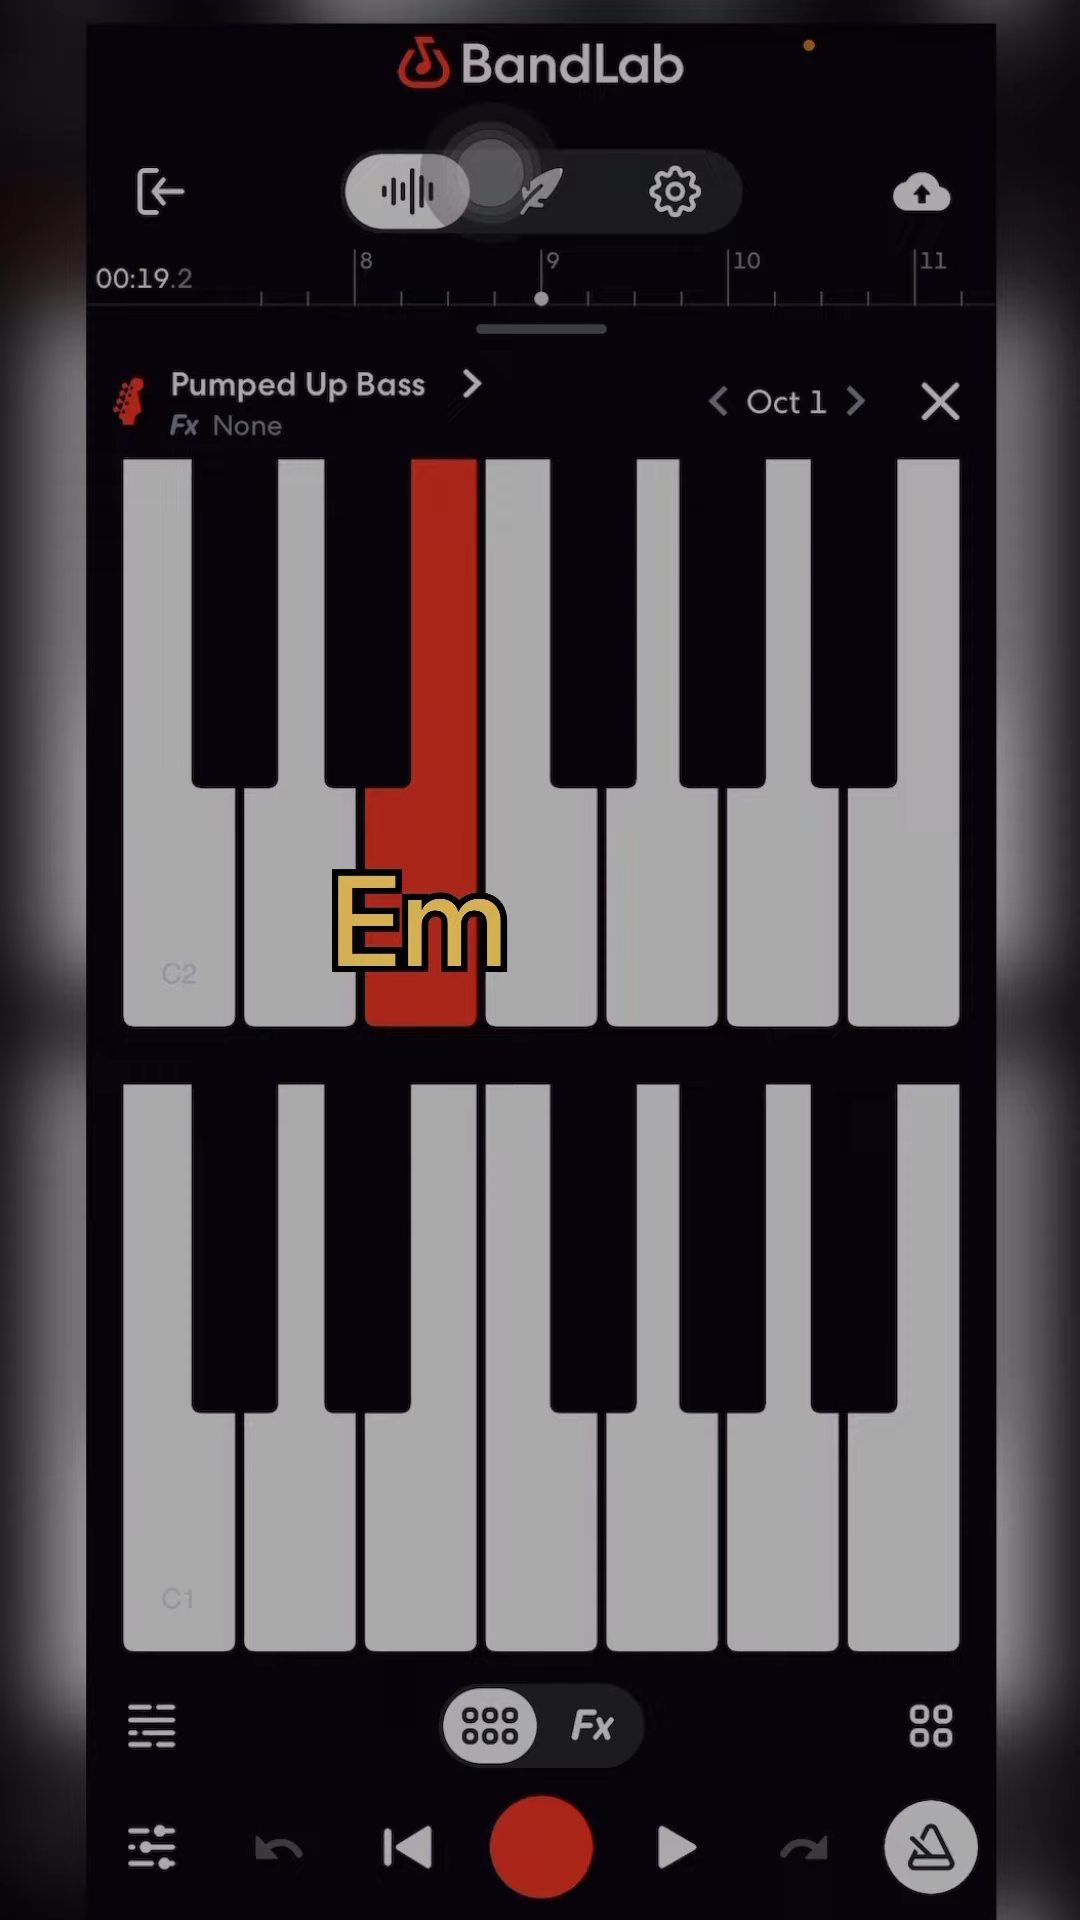 BandLab
8 9 10 11
00:19.2
Pumped Up Bass
Oct 1
Fx None
C2
Em
C1
Fx